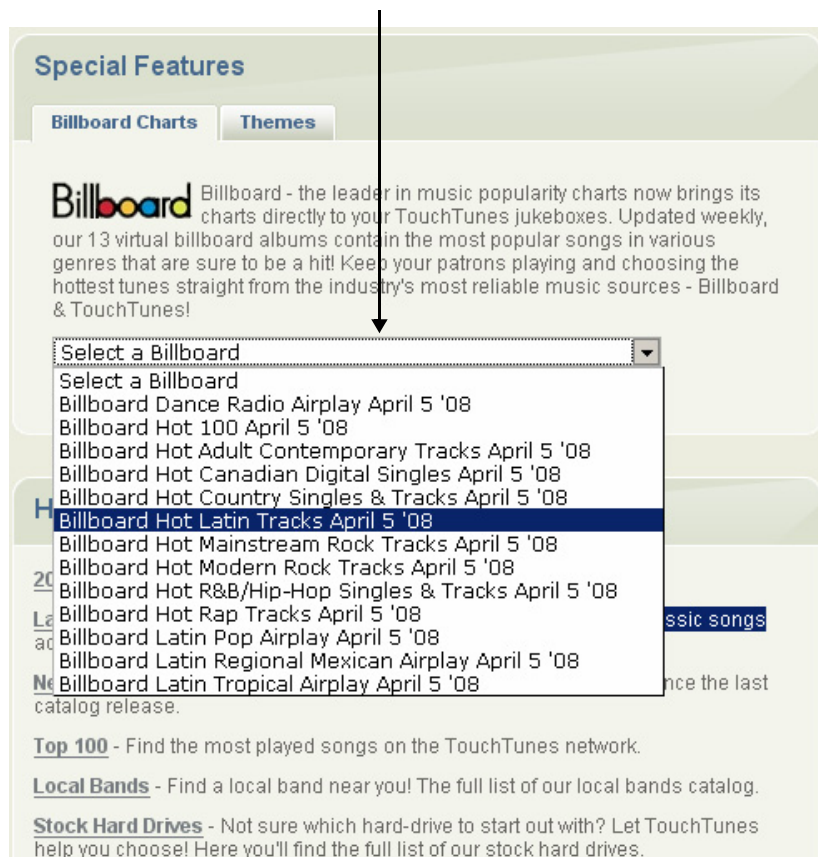 Special Features
Billboard Charts Themes
Billboard Billboard - the leader in music popularity charts now brings its
charts directly to your TouchTunes jukeboxes. Updated weekly,
our 13 virtual billboard albums contain the most popular songs in various
genres that are sure to be a hit! Keep your patrons playing and choosing the
hottest tunes straight from the industry's most reliable music sources - Billboard
& TouchTunes!
Select a Billboard
Select a Billboard
Billboard Dance Radio Airplay April 5 '08
Billboard Hot 100 April 5 '08
Billboard Hot Adult Contemporary Tracks April 5 '08
Billboard Hot Canadian Digital Singles April 5 '08
Billboard Hot Country Singles & Tracks April 5 '08
Billboard Hot Latin Tracks April 5 '08
Billboard Hot Mainstream Rock Tracks April 5 '08
Billboard Hot Modern Rock Tracks April 5 '08
Billboard Hot R&B/Hip-Hop Singles & Tracks April 5 '08
Billboard Hot Rap Tracks April 5 '08
Billboard Latin Pop Airplay April 5 '08
Billboard Latin Regional Mexican Airplay April 5 '08
Billboard Latin Tropical Airplay April 5 '08
songs
the last
catalog release.
Top 100 - Find the most played songs on the TouchTunes network.
Local Bands - Find a local band near you! The full list of our local bands catalog.
Stock Hard Drives - Not sure which hard-drive to start out with? Let TouchTunes
help you choose! Here you'll find the full list of our stock hard drives.